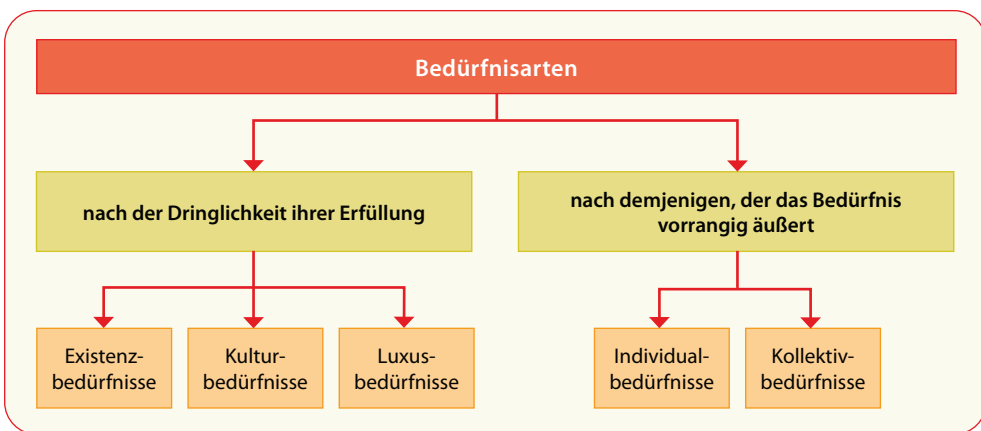 Bedürfnisarten
nach der Dringlichkeit ihrer Erfüllung
nach demjenigen, der das Bedürfnis
vorrangig äußert
Existenz-
bedürfnisse
Kultur-
bedürfnisse
Luxus-
bedürfnisse
Individual-
bedürfnisse
Kollektiv-
bedürfnisse